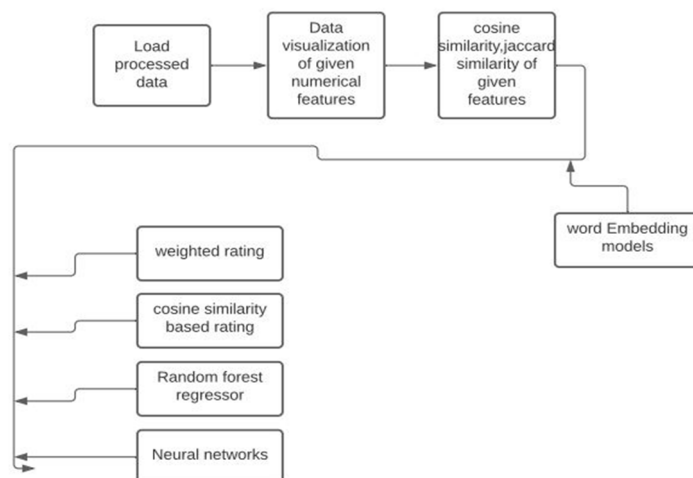 Load
processed
data
Data
visualization
of given
numerical
features
cosine
similarity,jaccard
similarity of
given
features
word Embedding
models
weighted rating
cosine similarity
based rating
Random forest
regressor
Neural networks